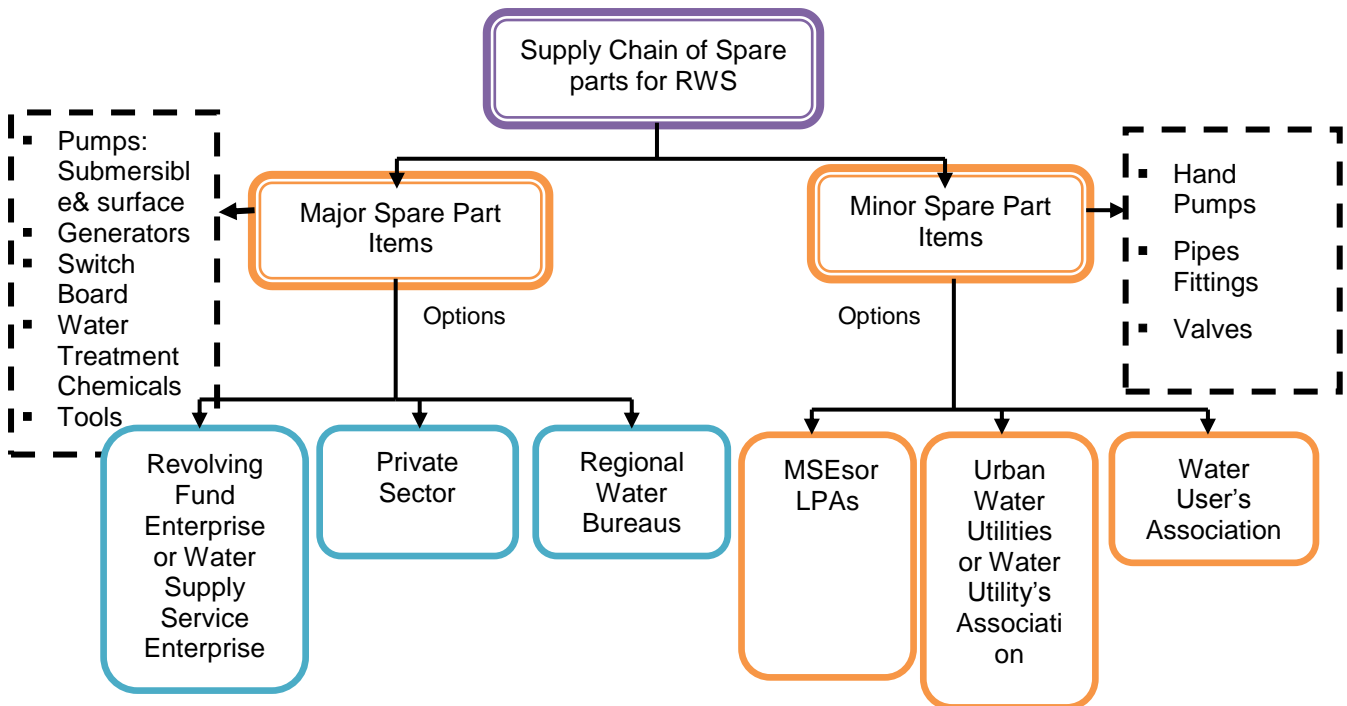 Supply Chain of Spare
parts for RWS
▪ Pumps:
Submersibl
e& surface
▪ Generators
▪ Switch
Board
▪ Water
Treatment
Chemicals
▪ Tools
Major Spare Part
Items
Minor Spare Part
Items
▪ Hand
Pumps
▪ Pipes
Fittings
▪ Valves
Options
Options
Revolving
Fund
Enterprise
or Water
Supply
Service
Enterprise
Private
Sector
Regional
Water
Bureaus
MSEsor
LPAs
Urban
Water
Utilities
or Water
Utility’s
Associati
on
Water
User’s
Association